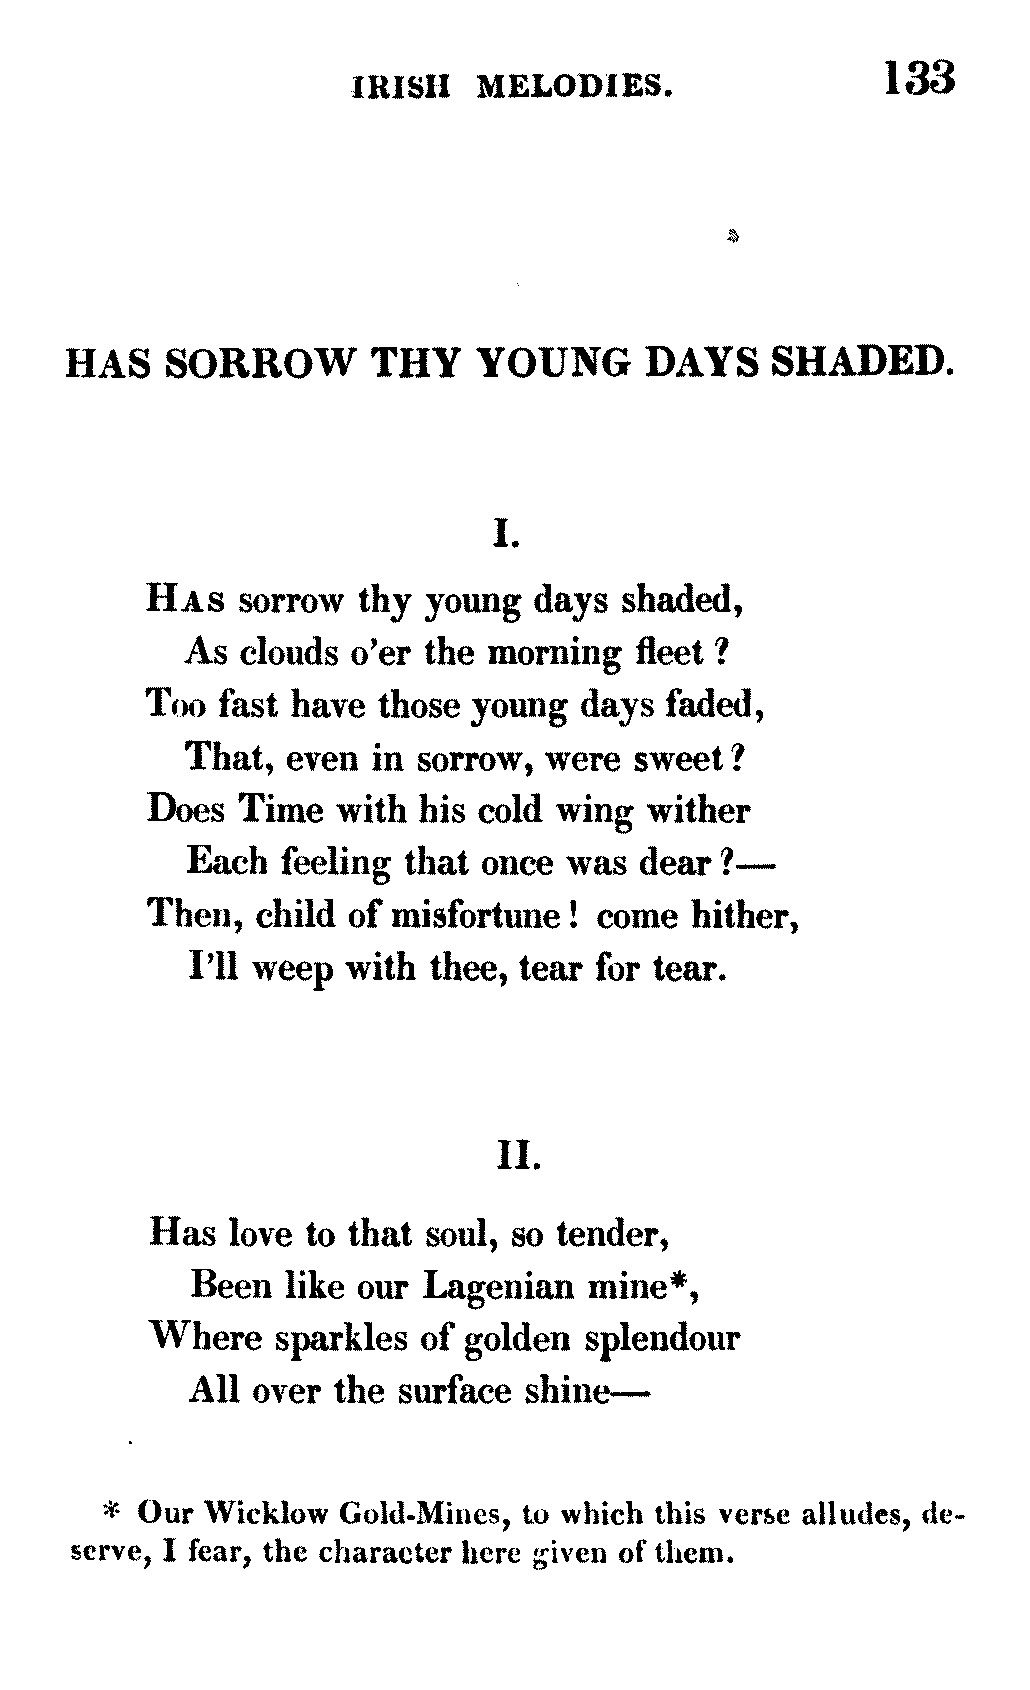 IRISH MELODIES. 133
HAS SORROW THY YOUNG DAYS SHADED.
I.
HAS sorrow thy young days shaded,
As clouds o'er the morning fleet ?
Too fast have those young days faded,
That, even in sorrow, were sweet ?
Does Time with his cold wing wither
Each feeling that once was dear ?—
Then, child of misfortune ! come hither,
I'll weep with thee, tear for tear.
II.
Has love to that soul, so tender,
Been like our Lagenian mine*,
Where sparkles of golden splendour
All over the surface shine—
* Our Wicklow Gold-Mines, to which this verse alludes, de-
serve, I fear, the character here given of them.